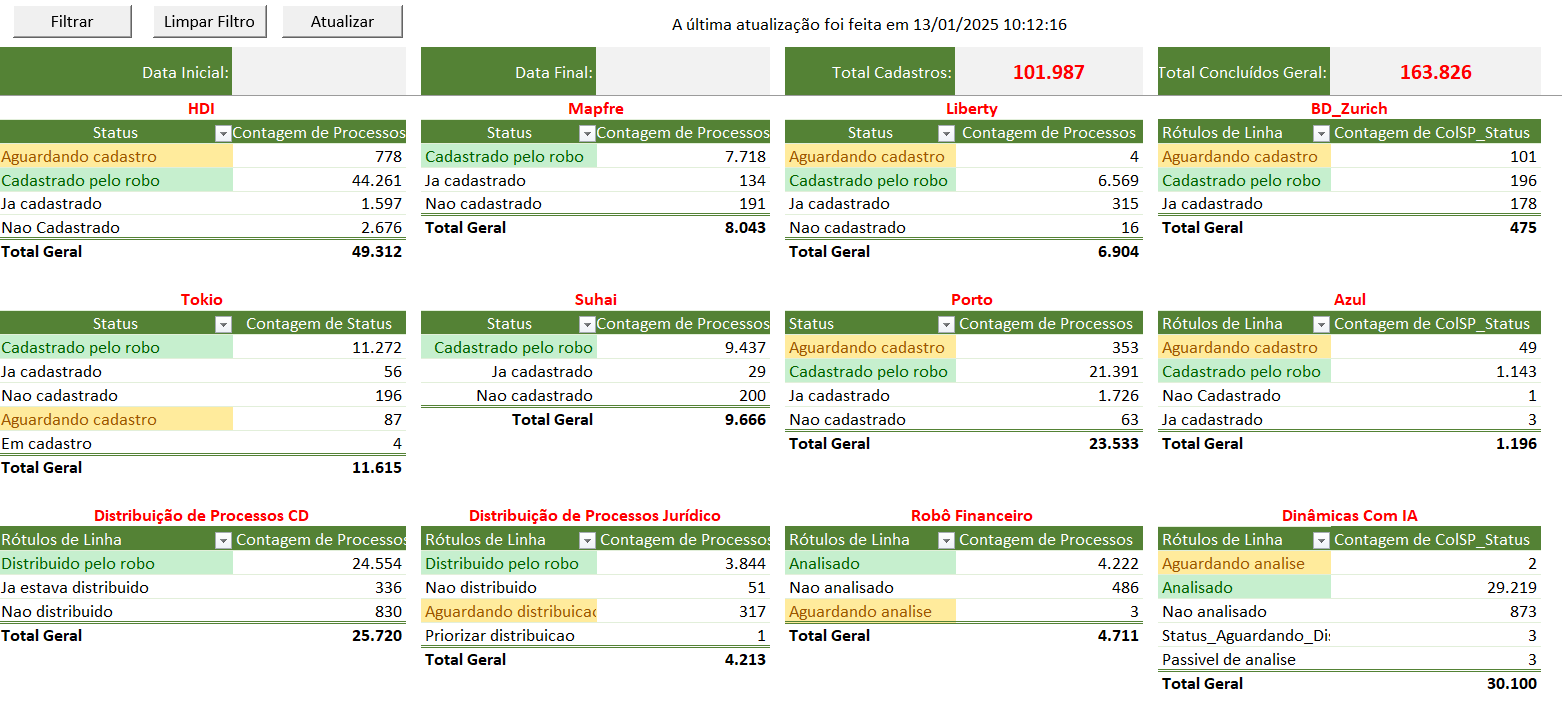 Filtrar Limpar Filtro Atualizar A última atualização foi feita em 13/01/2025 10:12:16
Data Inicial: Data Final: Total Cadastros: 101.987 Total Concluídos Geral: 163.826
HDI Mapfre Liberty BD_Zurich
Status Contagem de Processos Status Contagem de Processos Status Contagem de Processos Rótulos de Linha Contagem de ColSP_Status
Aguardando cadastro 778 Cadastrado pelo robo 7.718 Aguardando cadastro 4 Aguardando cadastro 101
Cadastrado pelo robo 44.261 Ja cadastrado 134 Cadastrado pelo robo 6.569 Cadastrado pelo robo 196
Ja cadastrado 1.597 Nao cadastrado 191 Ja cadastrado 315 Ja cadastrado 178
Nao Cadastrado 2.676 Total Geral 8.043 Nao cadastrado 16 Total Geral 475
Total Geral 49.312 Total Geral 6.904
Tokio Suhai Porto Azul
Status Contagem de Status Status Contagem de Processos Status Contagem de Processos Rótulos de Linha Contagem de ColSP_Status
Cadastrado pelo robo 11.272 Cadastrado pelo robo 9.437 Aguardando cadastro 353 Aguardando cadastro 49
Ja cadastrado 56 Ja cadastrado 29 Cadastrado pelo robo 21.391 Cadastrado pelo robo 1.143
Nao cadastrado 196 Nao cadastrado 200 Ja cadastrado 1.726 Nao Cadastrado 1
Aguardando cadastro 87 Total Geral 9.666 Nao cadastrado 63 Ja cadastrado 3
Em cadastro 4 Total Geral 23.533 Total Geral 1.196
Total Geral 11.615
Distribuição de Processos CD Distribuição de Processos Jurídico Robô Financeiro Dinâmicas Com IA
Rótulos de Linha Contagem de Processos Rótulos de Linha Contagem de Processos Rótulos de Linha Contagem de Processos Rótulos de Linha Contagem de ColSP_Status
Distribuido pelo robo 24.554 Distribuido pelo robo 3.844 Analisado 4.222 Aguardando analise 2
Ja estava distribuido 336 Nao distribuido 51 Nao analisado 486 Analisado 29.219
Nao distribuido 830 Aguardando distribuicao 317 Aguardando analise 3 Nao analisado 873
Total Geral 25.720 Priorizar distribuicao 1 Total Geral 4.711 Status_Aguardando_Di 3
Total Geral 4.213 Passivel de analise 3
Total Geral 30.100